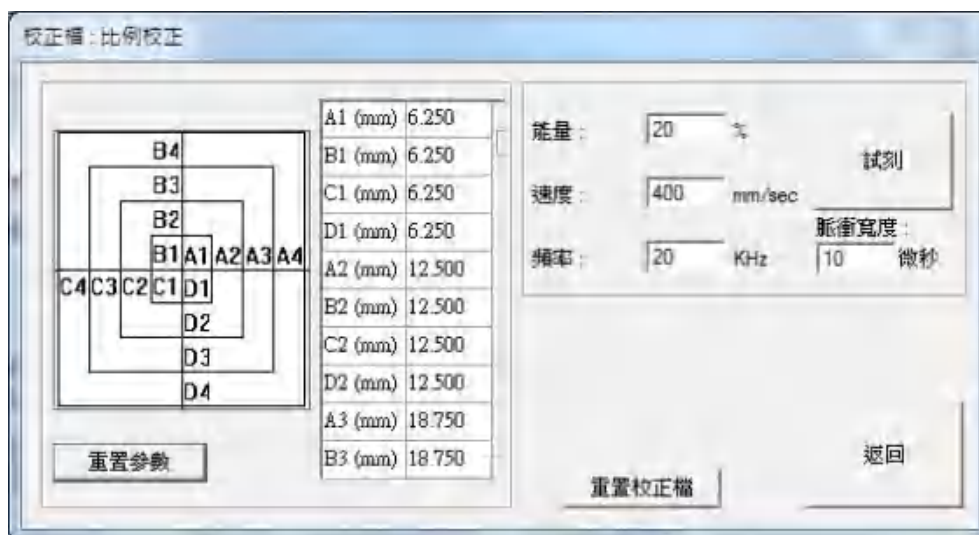 校正檔 : 比例校正
B4
B3
B2
B1 A1 A2 A3 A4
C4 C3 C2 C1 D1
D2
D3
D4
重置參數
A1 (mm) 6.250
B1 (mm) 6.250
C1 (mm) 6.250
D1 (mm) 6.250
A2 (mm) 12.500
B2 (mm) 12.500
C2 (mm) 12.500
D2 (mm) 12.500
A3 (mm) 18.750
B3 (mm) 18.750
能量 : 20 %
速度 : 400 mm/sec
頻率 : 20 KHz
試刻
脈衝寬度 :
10 微秒
重置校正檔
返回